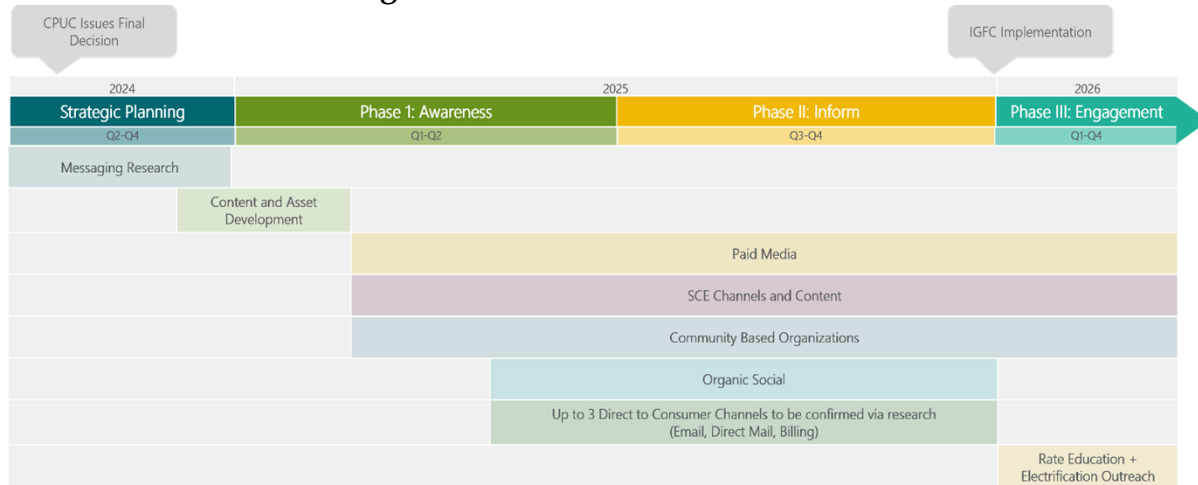 CPUC Issues Final
Decision
IGFC Implementation
2024
2025
2026
Strategic Planning
Phase 1: Awareness
Phase II: Inform
Phase III: Engagement
Q2-Q4
Q1-Q2
Q3-Q4
Q1-Q4
Messaging Research
Content and Asset
Development
Paid Media
SCE Channels and Content
Community Based Organizations
Organic Social
Up to 3 Direct to Consumer Channels to be confirmed via research
(Email, Direct Mail, Billing)
Rate Education +
Electrification Outreach